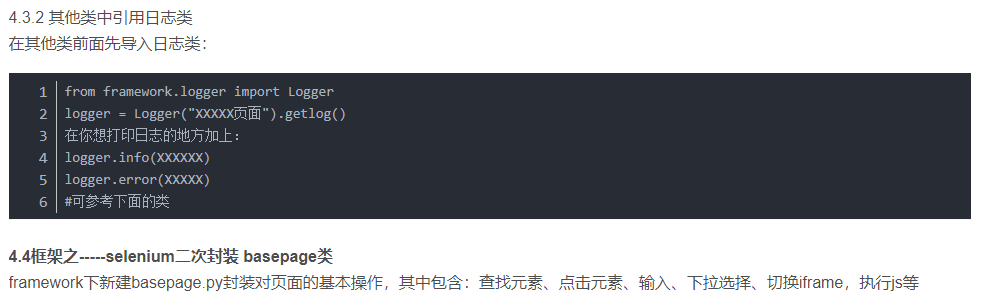 4.3.2 其他类中引用日志类
在其他类前面先导入日志类：
1 from framework.logger import Logger
2 logger = Logger("XXXXX页面").getlog()
3 在你想打印日志的地方加上:
4 logger.info(XXXXXX)
5 logger.error(XXXXX)
6 #可参考下面的类
4.4框架之-----selenium二次封装 basepage类
framework下新建basepage.py封装对页面的基本操作，其中包含：查找元素、点击元素、输入、下拉选择、切换iframe，执行js等